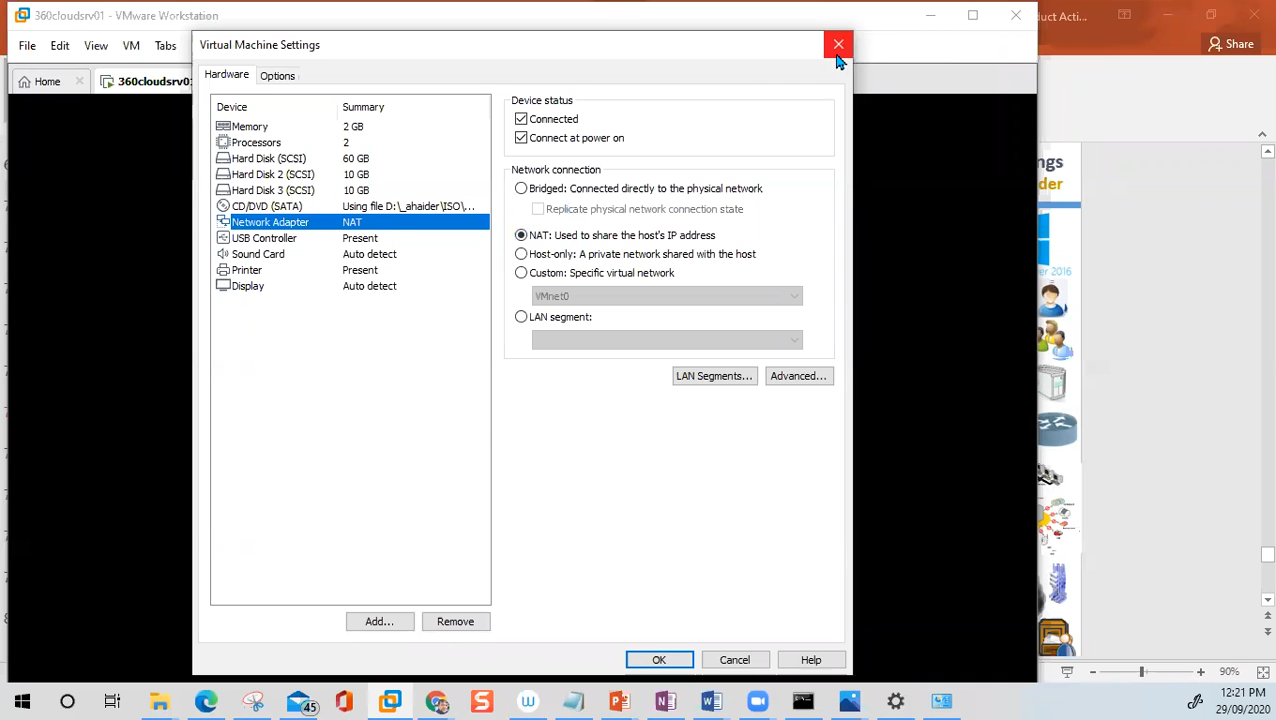 360cloudsrv01 - VMware Workstation
duct Acti...
File Edit View VM Tabs
Share
Home
360cloudsrv01
Virtual Machine Settings
Hardware Options
Device Summary
Memory 2 GB
Processors 2
Hard Disk (SCSI) 60 GB
Hard Disk 2 (SCSI) 10 GB
Hard Disk 3 (SCSI) 10 GB
CD/DVD (SATA) Using file D:\_ahaider\ISO\...
Network Adapter NAT
USB Controller Present
Sound Card Auto detect
Printer Present
Display Auto detect
Add... Remove
Device status
Connected
Connect at power on
Network connection
Bridged: Connected directly to the physical network
Replicate physical network connection state
NAT: Used to share the host's IP address
Host-only: A private network shared with the host
Custom: Specific virtual network
VMnet0
LAN segment:
LAN Segments... Advanced...
OK Cancel Help
ngs
der
er 2016
90%
45
12:21 PM
29/09/2020